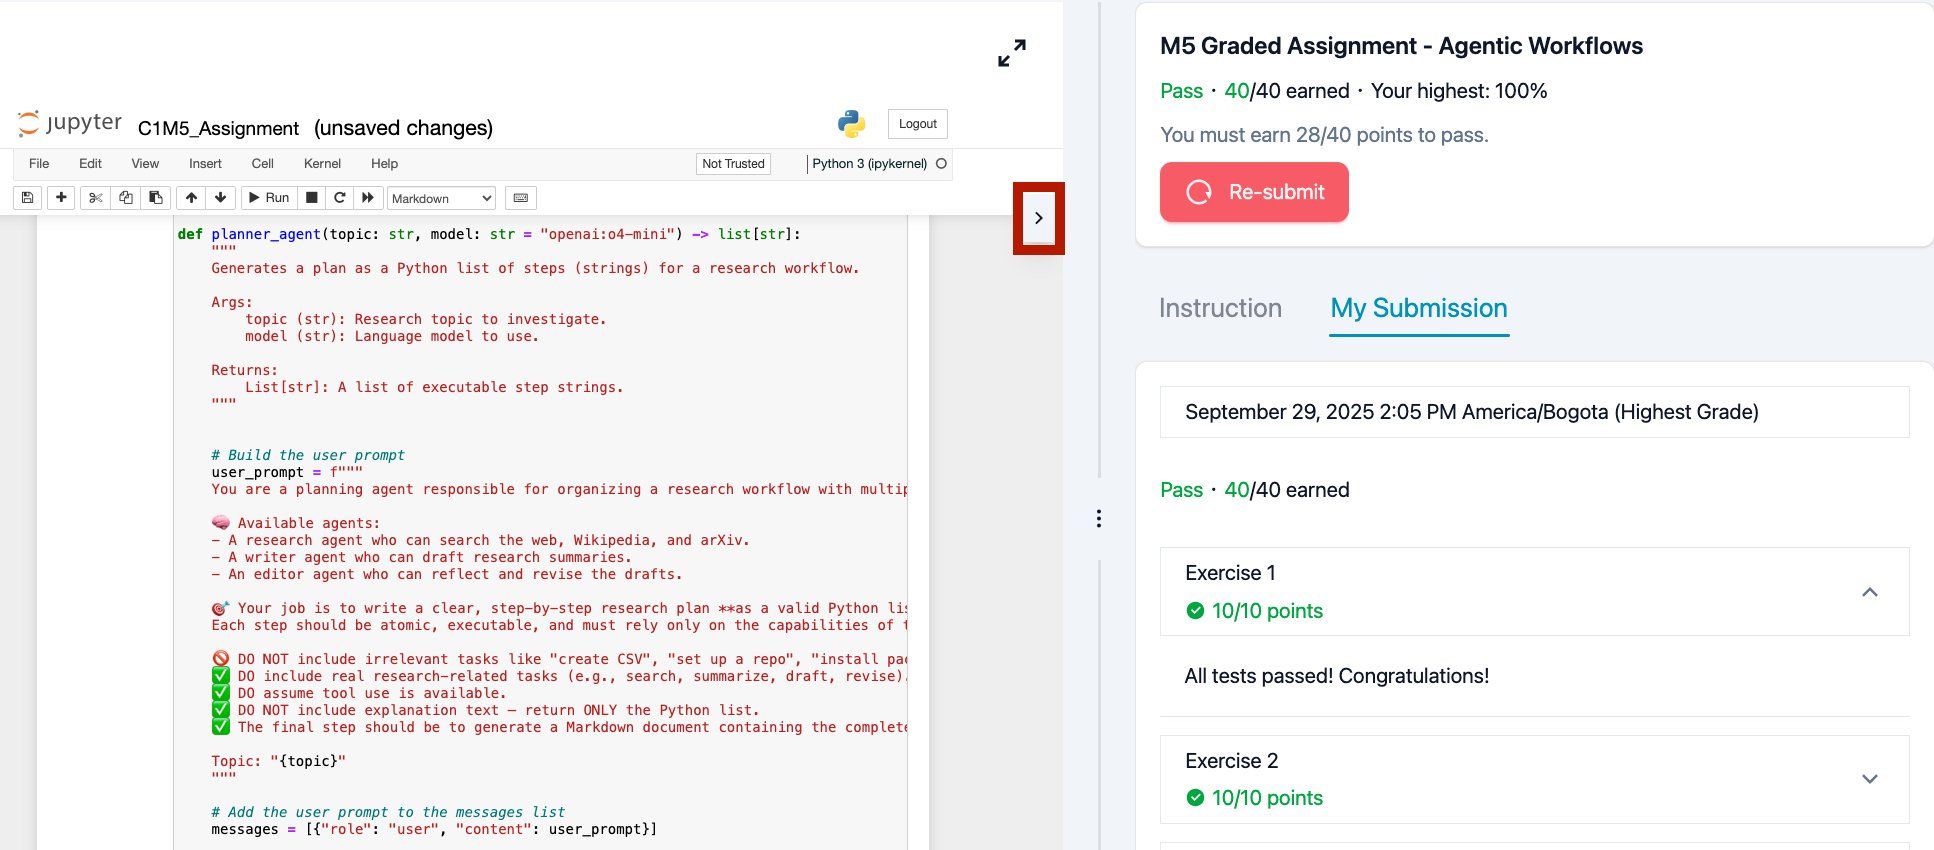 jupyter C1M5_Assignment (unsaved changes)
Logout
File Edit View Insert Cell Kernel Help
Not Trusted
Python 3 (ipykernel)
Run
Markdown
def planner_agent(topic: str, model: str = "openai:o4-mini") -> list[str]:
"""
Generates a plan as a Python list of steps (strings) for a research workflow.
Args:
topic (str): Research topic to investigate.
model (str): Language model to use.
Returns:
List[str]: A list of executable step strings.
"""
# Build the user prompt
user_prompt = f"""
You are a planning agent responsible for organizing a research workflow with multip
🧠 Available agents:
- A research agent who can search the web, Wikipedia, and arXiv.
- A writer agent who can draft research summaries.
- An editor agent who can reflect and revise the drafts.
🎯 Your job is to write a clear, step-by-step research plan **as a valid Python lis
Each step should be atomic, executable, and must rely only on the capabilities of t
🚫 DO NOT include irrelevant tasks like "create CSV", "set up a repo", "install pac
✅ DO include real research-related tasks (e.g., search, summarize, draft, revise).
✅ DO assume tool use is available.
✅ DO NOT include explanation text — return ONLY the Python list.
✅ The final step should be to generate a Markdown document containing the complete
Topic: "{topic}"
"""
# Add the user prompt to the messages list
messages = [{"role": "user", "content": user_prompt}]
M5 Graded Assignment - Agentic Workflows
Pass · 40/40 earned · Your highest: 100%
You must earn 28/40 points to pass.
Re-submit
Instruction
My Submission
September 29, 2025 2:05 PM America/Bogota (Highest Grade)
Pass · 40/40 earned
Exercise 1
10/10 points
All tests passed! Congratulations!
Exercise 2
10/10 points